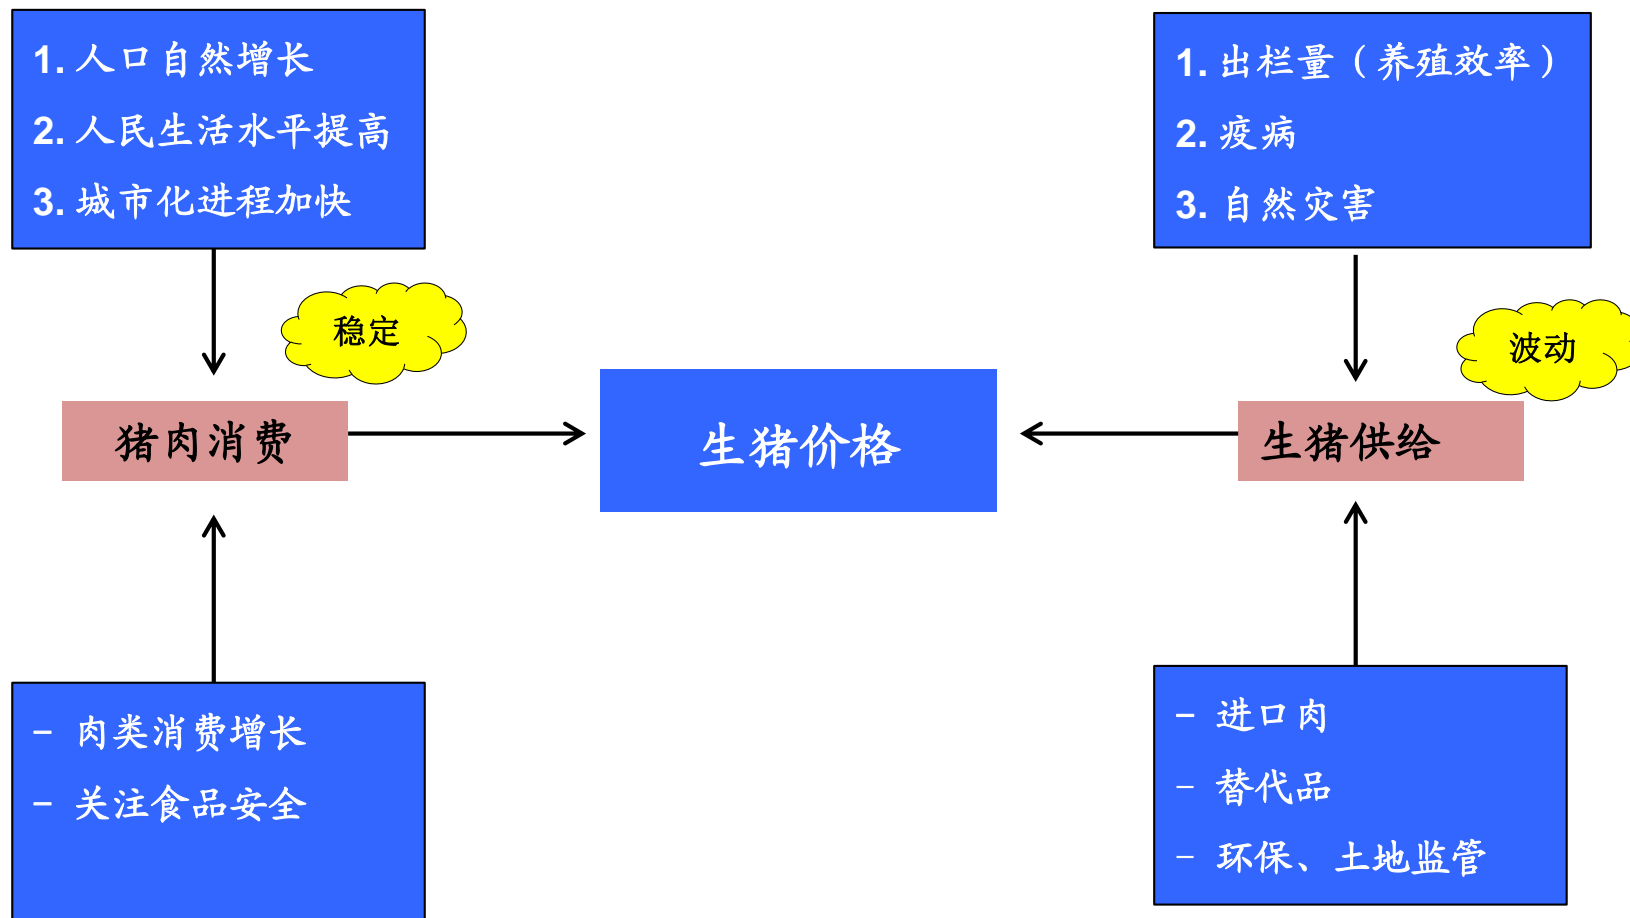 1. 人口自然增长
2. 人民生活水平提高
3. 城市化进程加快
1. 出栏量（养殖效率）
2. 疫病
3. 自然灾害
稳定
波动
猪肉消费
生猪价格
生猪供给
– 肉类消费增长
– 关注食品安全
– 进口肉
– 替代品
– 环保、土地监管